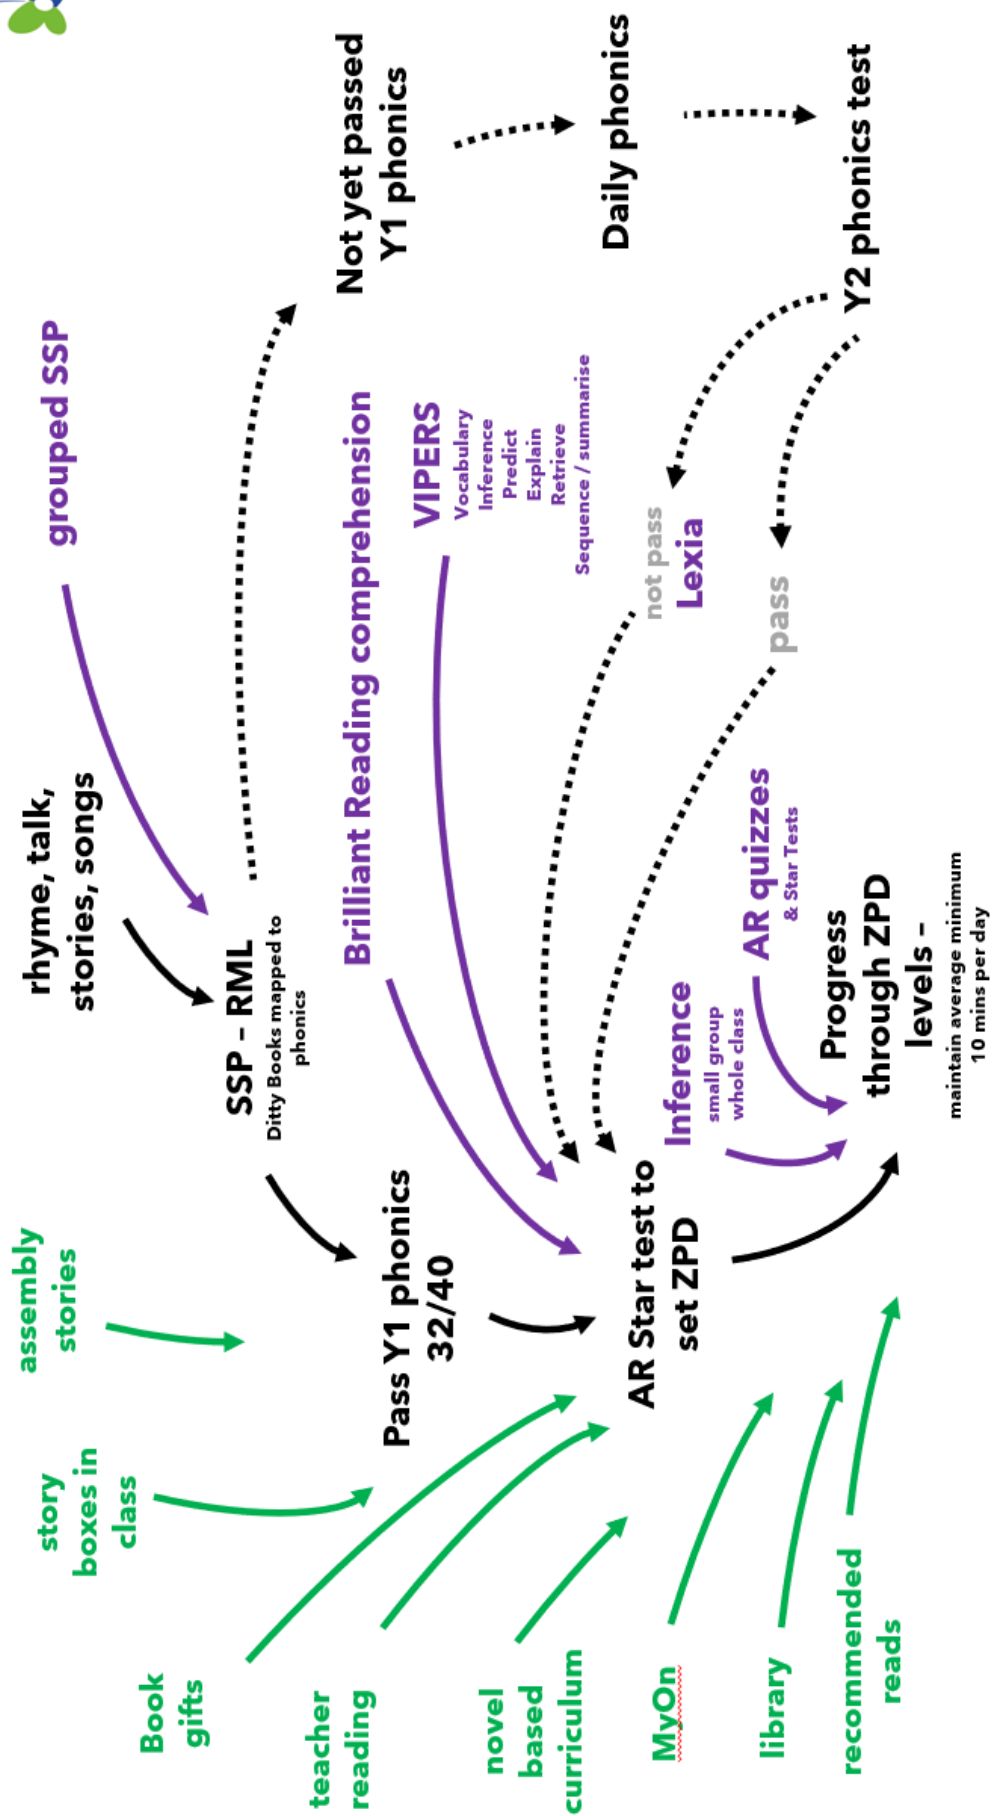 assembly
stories
rhyme, talk,
stories, songs
grouped SSP
story
boxes in
class
Book
gifts
SSP – RML
Ditty Books mapped to
phonics
Not yet passed
Y1 phonics
teacher
reading
Pass Y1 phonics
32/40
Brilliant Reading comprehension
VIPERS
Vocabulary
Inference
Predict
Explain
Retrieve
Sequence / summarise
novel
based
curriculum
Daily phonics
AR Star test to
set ZPD
not pass
Lexia
MyOn
Inference
small group
whole class
AR quizzes
& Star Tests
pass
library
Y2 phonics test
recommended
reads
Progress
through ZPD
levels –
maintain average minimum
10 mins per day